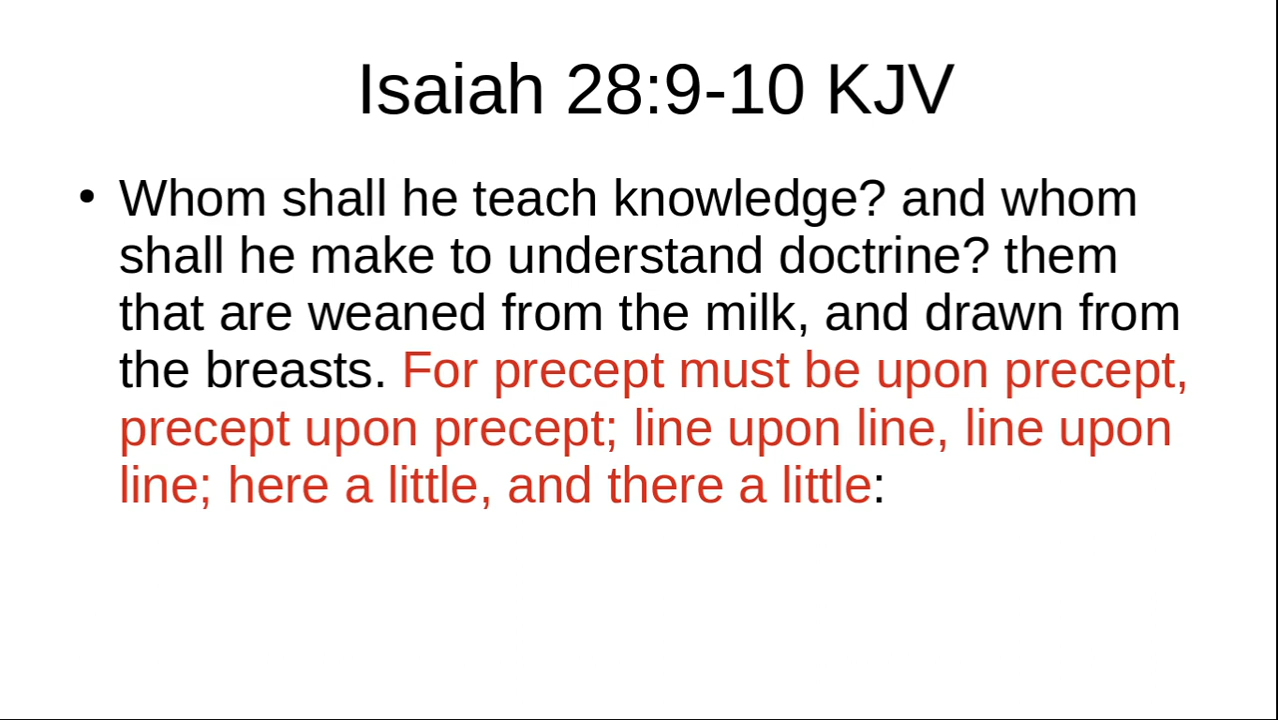 Isaiah 28:9-10 KJV
• Whom shall he teach knowledge? and whom
shall he make to understand doctrine? them
that are weaned from the milk, and drawn from
the breasts. For precept must be upon precept,
precept upon precept; line upon line, line upon
line; here a little, and there a little: